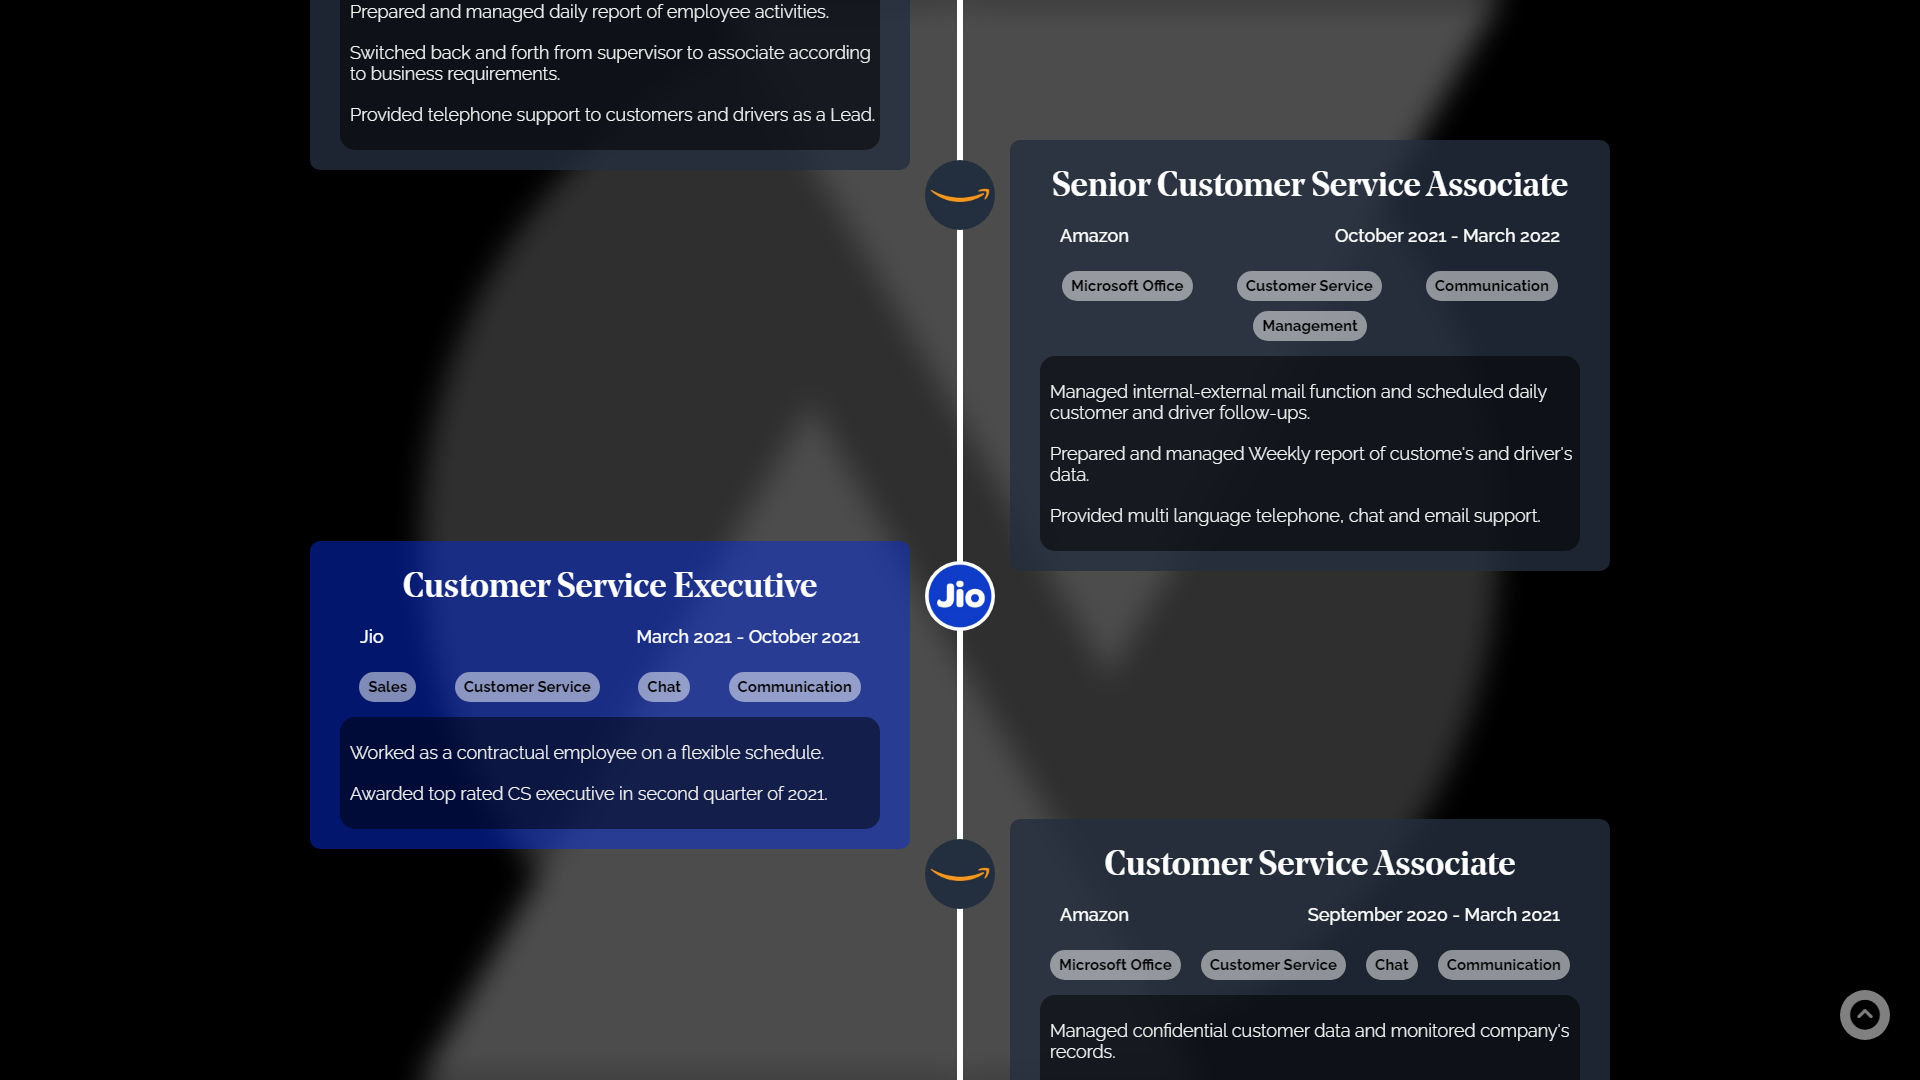 Prepared and managed daily report of employee activities.
Switched back and forth from supervisor to associate according
to business requirements.
Provided telephone support to customers and drivers as a Lead.
Senior Customer Service Associate
Amazon October 2021 - March 2022
Microsoft Office Customer Service Communication
Management
Managed internal-external mail function and scheduled daily
customer and driver follow-ups.
Prepared and managed Weekly report of custome's and driver's
data.
Provided multi language telephone, chat and email support.
Jio
Customer Service Executive
Jio March 2021 - October 2021
Sales Customer Service Chat Communication
Worked as a contractual employee on a flexible schedule.
Awarded top rated CS executive in second quarter of 2021.
Customer Service Associate
Amazon September 2020 - March 2021
Microsoft Office Customer Service Chat Communication
Managed confidential customer data and monitored company's
records.